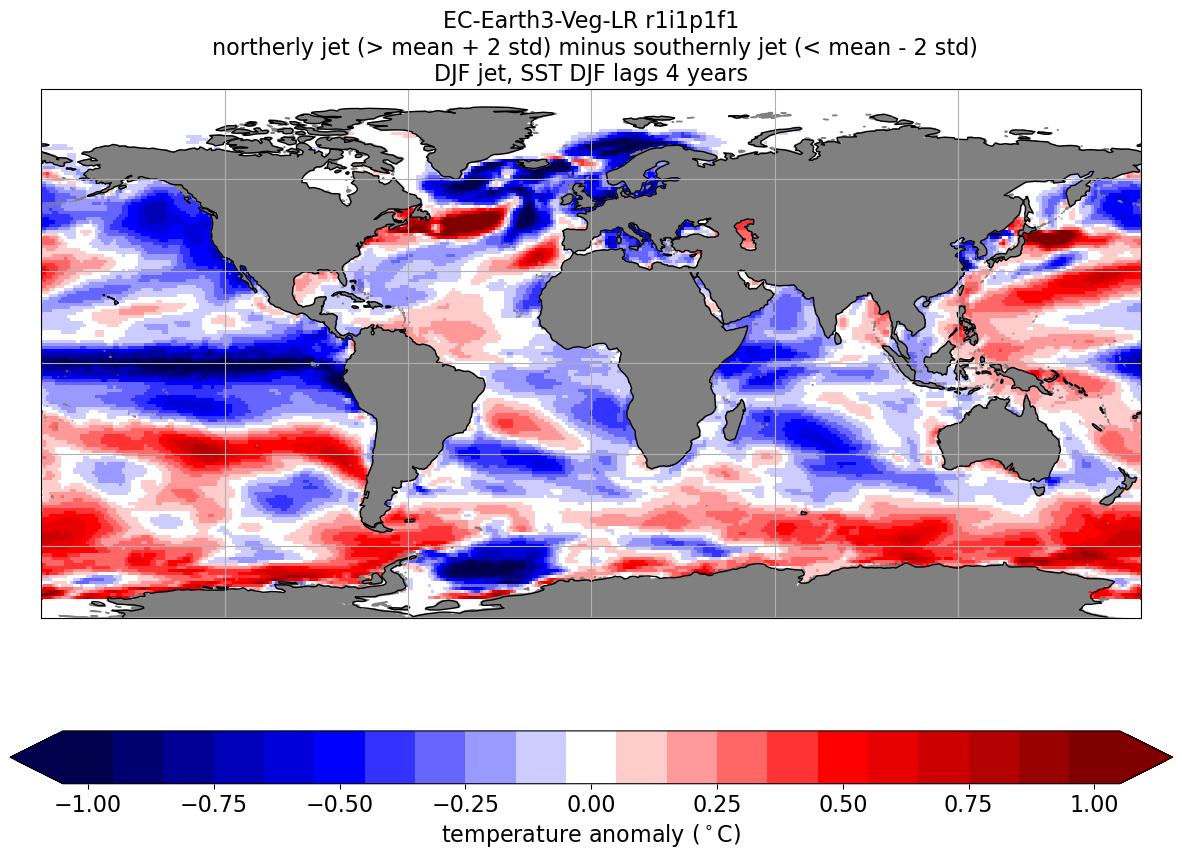 EC-Earth3-Veg-LR r1i1p1f1
northerly jet (> mean + 2 std) minus southernly jet (< mean - 2 std)
DJF jet, SST DJF lags 4 years
−1.00 −0.75 −0.50 −0.25 0.00 0.25 0.50 0.75 1.00
temperature anomaly (°C)